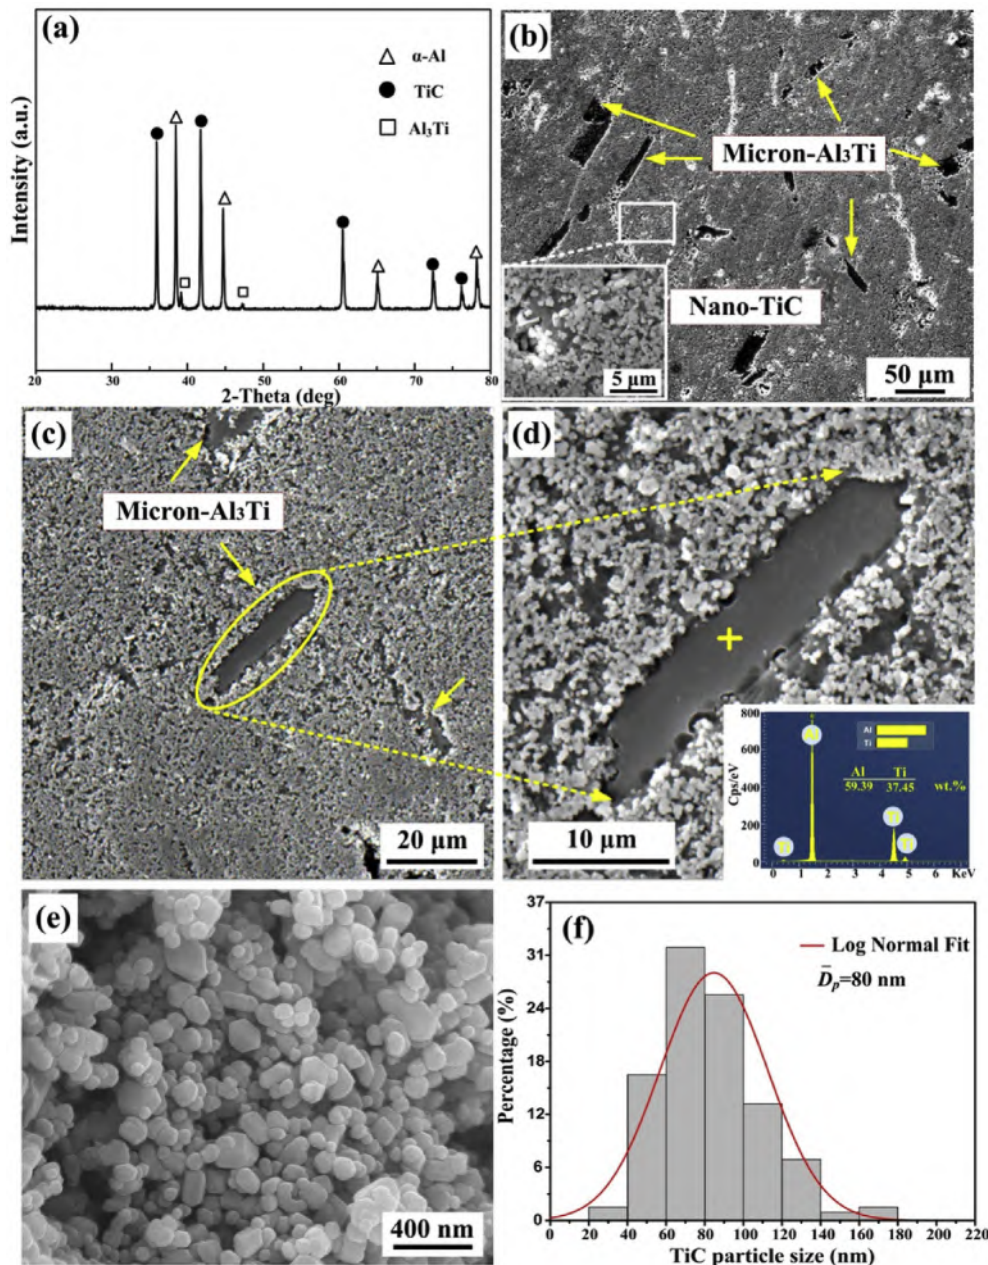 (a)
△ α-Al
● TiC
□ Al₃Ti
Intensity (a.u.)
20 30 40 50 60 70 80
2-Theta (deg)
(b)
Micron-Al₃Ti
Nano-TiC
5 μm
50 μm
(c)
Micron-Al₃Ti
20 μm
(d)
10 μm
800
600
400
200
0
Cps/eV
Al
Al
Ti
Al Ti
59.39 37.45 wt.%
0 1 2 3 4 5 6 KeV
(e)
400 nm
(f)
Log Normal Fit
D̅ₚ=80 nm
37
31
24
18
12
6
0
Percentage (%)
0 20 40 60 80 100 120 140 160 180 220
TiC particle size (nm)